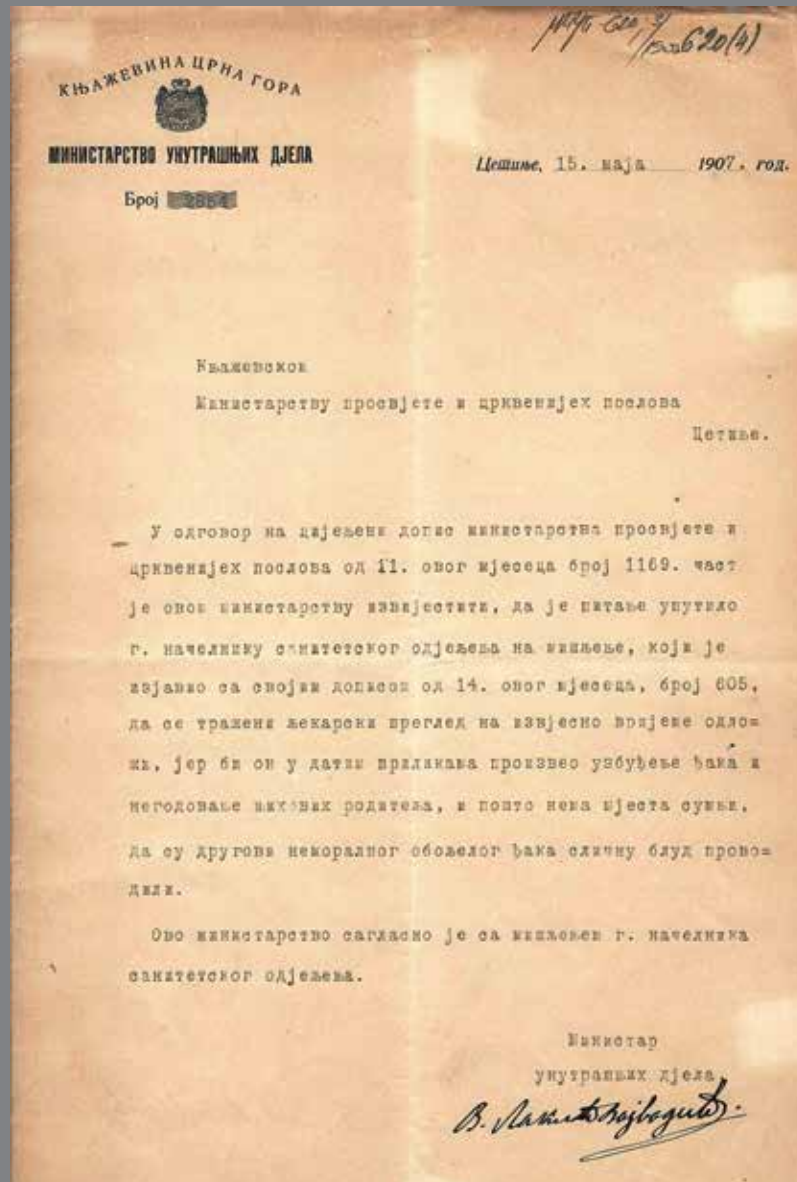 620(4)
КЊАЖЕВИНА ЦРНА ГОРА
МИНИСТАРСТВО УНУТРАШЊИХ ДЈЕЛА
Цетиње, 15. маја 1907. год.
Број
Књажевском
Министарству просвјете и црквенијех послова
Цетиње.
У одговор на цијењени допис министарства просвјете и
црквенијех послова од 11. овог мјесеца број 1169. част
је овом министарству извијестити, да је питање упутило
г. начелнику санитетског одјељења на мишљење, који је
изјавио са својим дописом од 14. овог мјесеца, број 605,
да се тражени љекарски преглед на извјесно вријеме одло=
жи, јер би он у датим приликама произвео узбуђење ђака и
негодовање њихових родитеља, и пошто нема мјеста сумњи,
да су другови неморалног обољелог ђака сличну блуд прово=
дили.
Ово министарство сагласно је са мишљењем г. начелника
санитетског одјељења.
Министар
унутрашњих дјела,